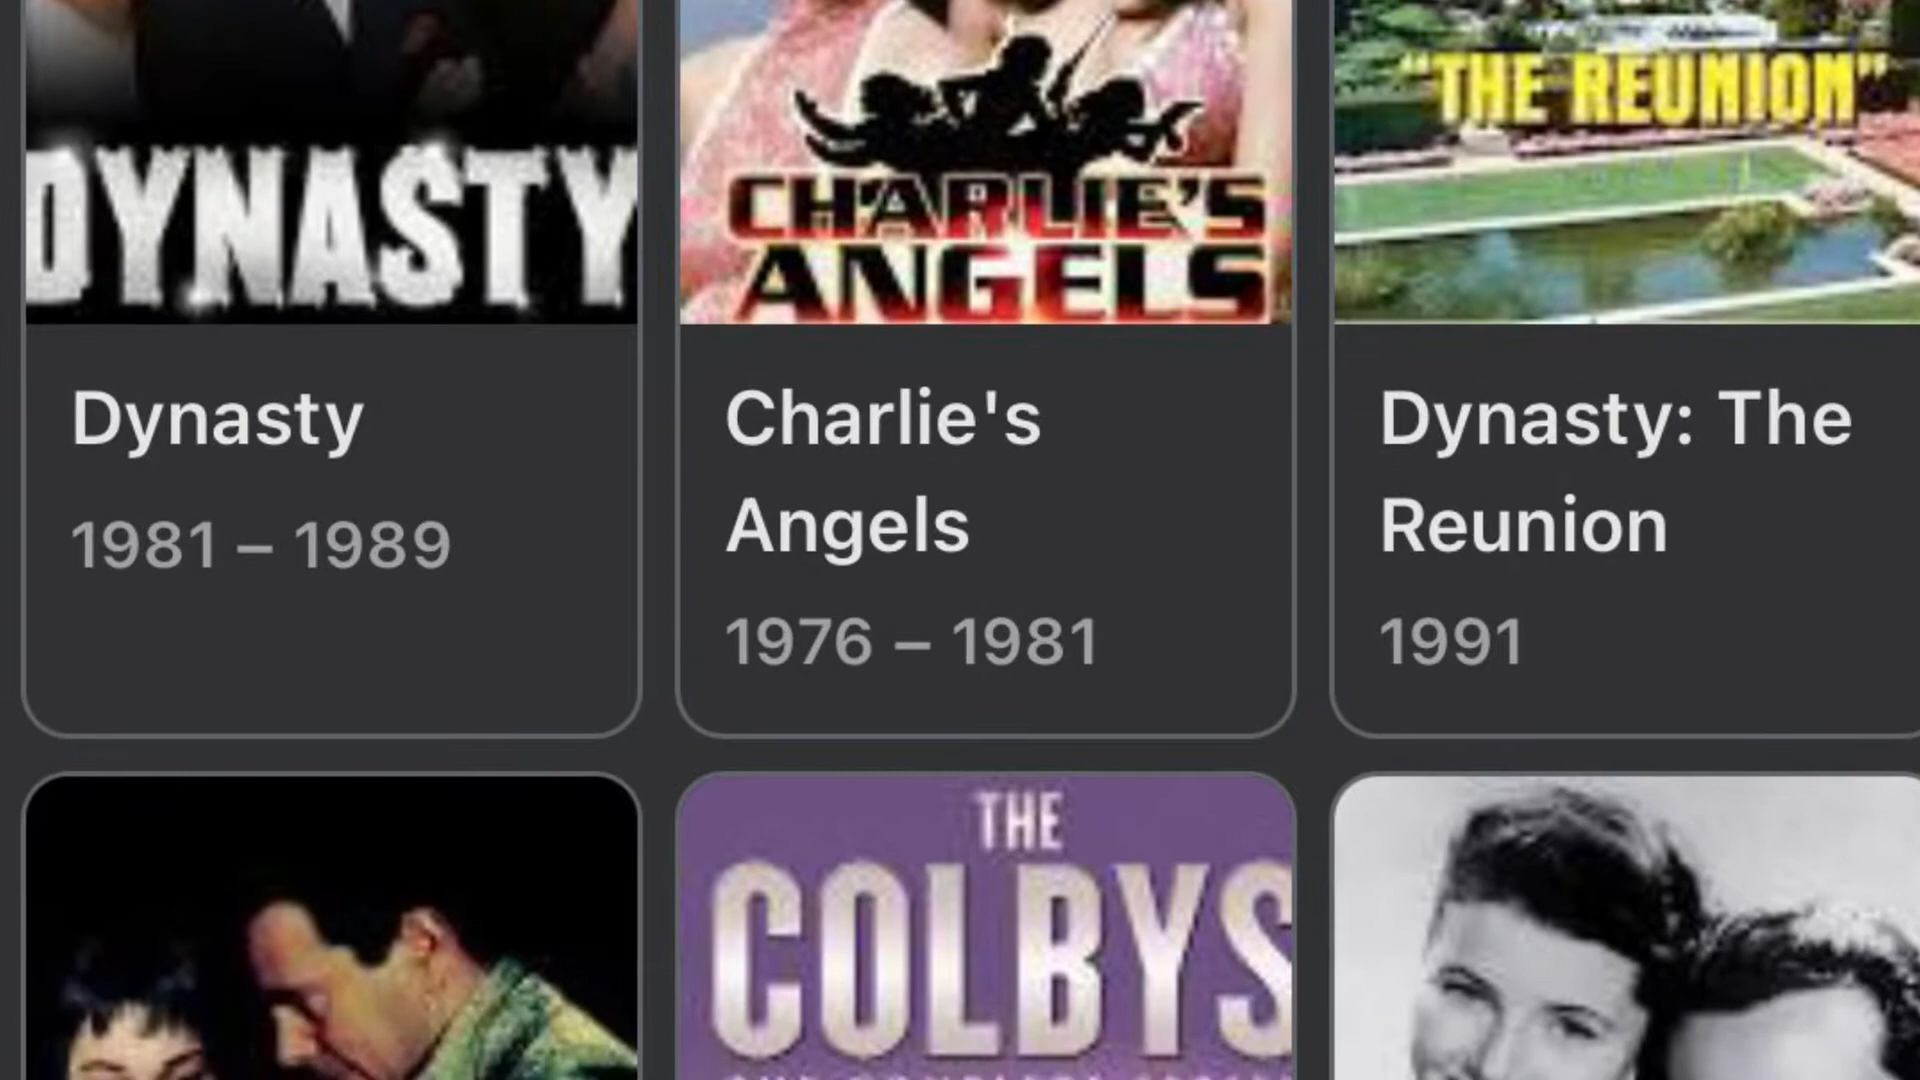 DYNASTY
CHARLIE'S
ANGELS
"THE REUNION"
Dynasty
1981 – 1989
Charlie's
Angels
1976 – 1981
Dynasty: The
Reunion
1991
THE
COLBYS